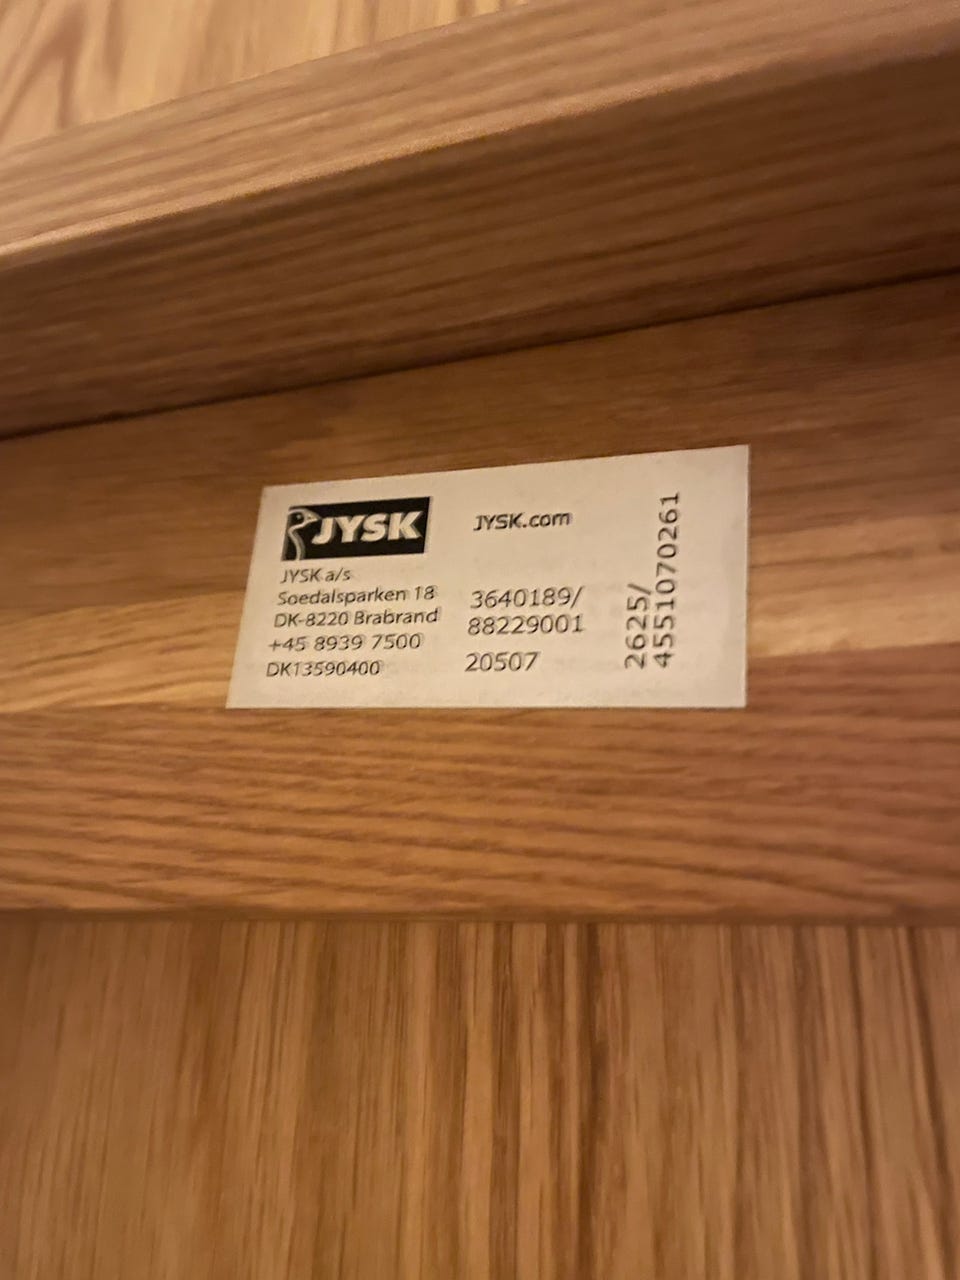 JYSK
JYSK a/s
Soedalsparken 18
DK-8220 Brabrand
+45 8939 7500
DK13590400
JYSK.com
3640189/
88229001
20507
2625/
4551070261